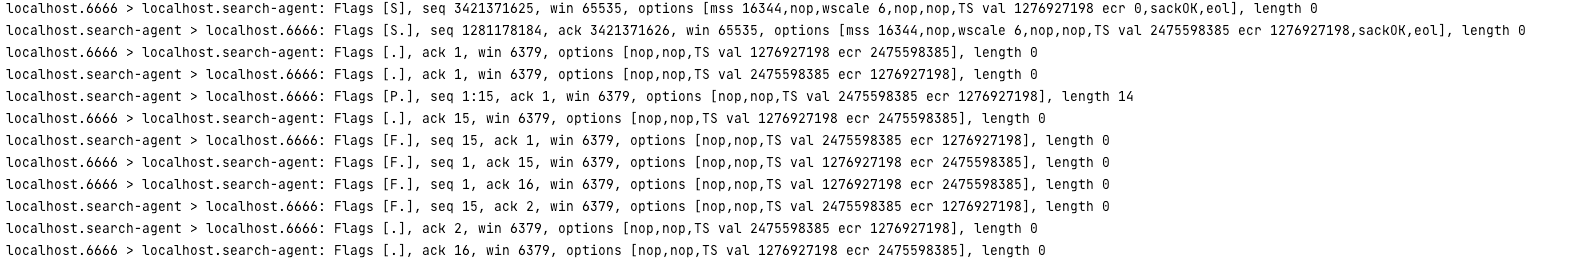 localhost.6666 > localhost.search-agent: Flags [S], seq 3421371625, win 65535, options [mss 16344,nop,wscale 6,nop,nop,TS val 1276927198 ecr 0,sackOK,eol], length 0
localhost.search-agent > localhost.6666: Flags [S.], seq 1281178184, ack 3421371626, win 65535, options [mss 16344,nop,wscale 6,nop,nop,TS val 2475598385 ecr 1276927198,sackOK,eol], length 0
localhost.6666 > localhost.search-agent: Flags [.], ack 1, win 6379, options [nop,nop,TS val 1276927198 ecr 2475598385], length 0
localhost.search-agent > localhost.6666: Flags [.], ack 1, win 6379, options [nop,nop,TS val 2475598385 ecr 1276927198], length 0
localhost.search-agent > localhost.6666: Flags [P.], seq 1:15, ack 1, win 6379, options [nop,nop,TS val 2475598385 ecr 1276927198], length 14
localhost.6666 > localhost.search-agent: Flags [.], ack 15, win 6379, options [nop,nop,TS val 1276927198 ecr 2475598385], length 0
localhost.search-agent > localhost.6666: Flags [F.], seq 15, ack 1, win 6379, options [nop,nop,TS val 2475598385 ecr 1276927198], length 0
localhost.6666 > localhost.search-agent: Flags [F.], seq 1, ack 15, win 6379, options [nop,nop,TS val 1276927198 ecr 2475598385], length 0
localhost.6666 > localhost.search-agent: Flags [F.], seq 1, ack 16, win 6379, options [nop,nop,TS val 1276927198 ecr 2475598385], length 0
localhost.search-agent > localhost.6666: Flags [F.], seq 15, ack 2, win 6379, options [nop,nop,TS val 2475598385 ecr 1276927198], length 0
localhost.search-agent > localhost.6666: Flags [.], ack 2, win 6379, options [nop,nop,TS val 2475598385 ecr 1276927198], length 0
localhost.6666 > localhost.search-agent: Flags [.], ack 16, win 6379, options [nop,nop,TS val 1276927198 ecr 2475598385], length 0